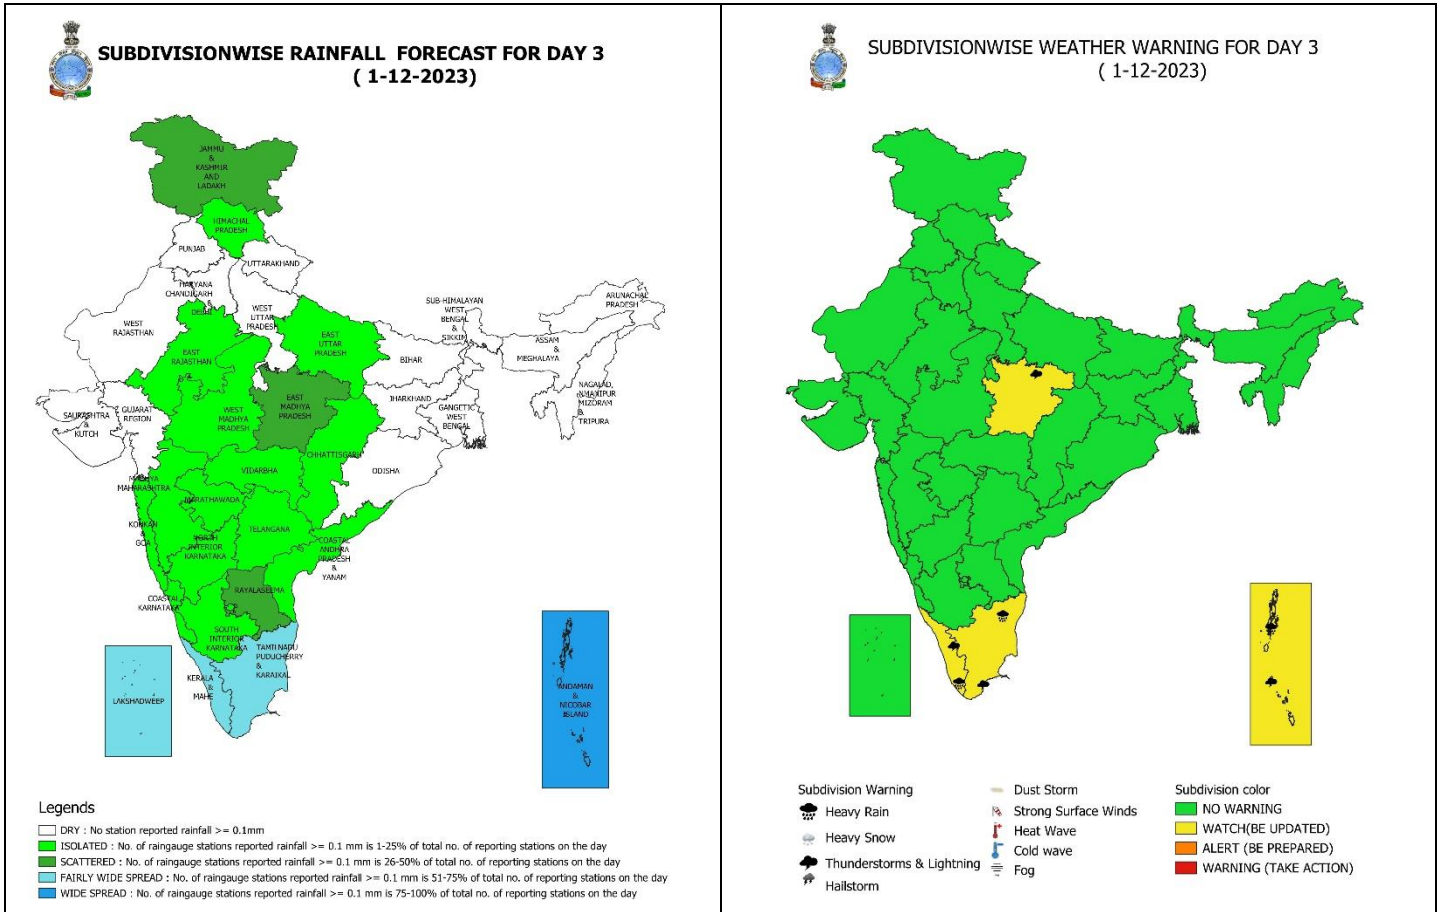 SUBDIVISIONWISE RAINFALL FORECAST FOR DAY 3
( 1-12-2023)
JAMMU
&
KASHMIR
AND
LADAKH
HIMACHAL
PRADESH
PUNJAB
UTTARAKHAND
HARYANA
CHANDIGARH
&
DELHI
WEST
RAJASTHAN
WEST
UTTAR
PRADESH
EAST
UTTAR
PRADESH
EAST
RAJASTHAN
SUB-HIMALAYAN
WEST
BENGAL
&
SIKKIM
ARUNACHAL
PRADESH
ASSAM
&
MEGHALAYA
BIHAR
NAGALAD,
MIZORAM
&
TRIPURA
JHARKHAND
GANGETIC
WEST
BENGAL
SAURASHTRA
&
KUTCH
GUJARAT
REGION
WEST
MADHYA
PRADESH
EAST
MADHYA
PRADESH
CHHATTISGARH
ODISHA
VIDARBHA
MADHYA
MAHARASHTRA
MARATHAWADA
KONKAN
&
GOA
NORTH
INTERIOR
KARNATAKA
TELANGANA
COASTAL
ANDHRA
PRADESH
&
YANAM
RAYALASEEMA
COASTAL
KARNATAKA
SOUTH
INTERIOR
KARNATAKA
TAMILNADU
PUDUCHERRY
&
KARAIKAL
KERALA
&
MAHE
LAKSHADWEEP
ANDAMAN
&
NICOBAR
ISLAND
Legends
DRY : No station reported rainfall >= 0.1mm
ISOLATED : No. of raingauge stations reported rainfall >= 0.1 mm is 1-25% of total no. of reporting stations on the day
SCATTERED : No. of raingauge stations reported rainfall >= 0.1 mm is 26-50% of total no. of reporting stations on the day
FAIRLY WIDE SPREAD : No. of raingauge stations reported rainfall >= 0.1 mm is 51-75% of total no. of reporting stations on the day
WIDE SPREAD : No. of raingauge stations reported rainfall >= 0.1 mm is 75-100% of total no. of reporting stations on the day
SUBDIVISIONWISE WEATHER WARNING FOR DAY 3
( 1-12-2023)
Subdivision Warning
Heavy Rain
Heavy Snow
Thunderstorms & Lightning
Hailstorm
Dust Storm
Strong Surface Winds
Heat Wave
Cold wave
Fog
Subdivision color
NO WARNING
WATCH(BE UPDATED)
ALERT (BE PREPARED)
WARNING (TAKE ACTION)